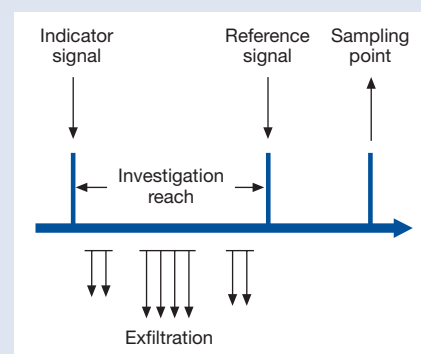 Indicator
signal
Reference
signal
Sampling
point
Investigation
reach
Exfiltration